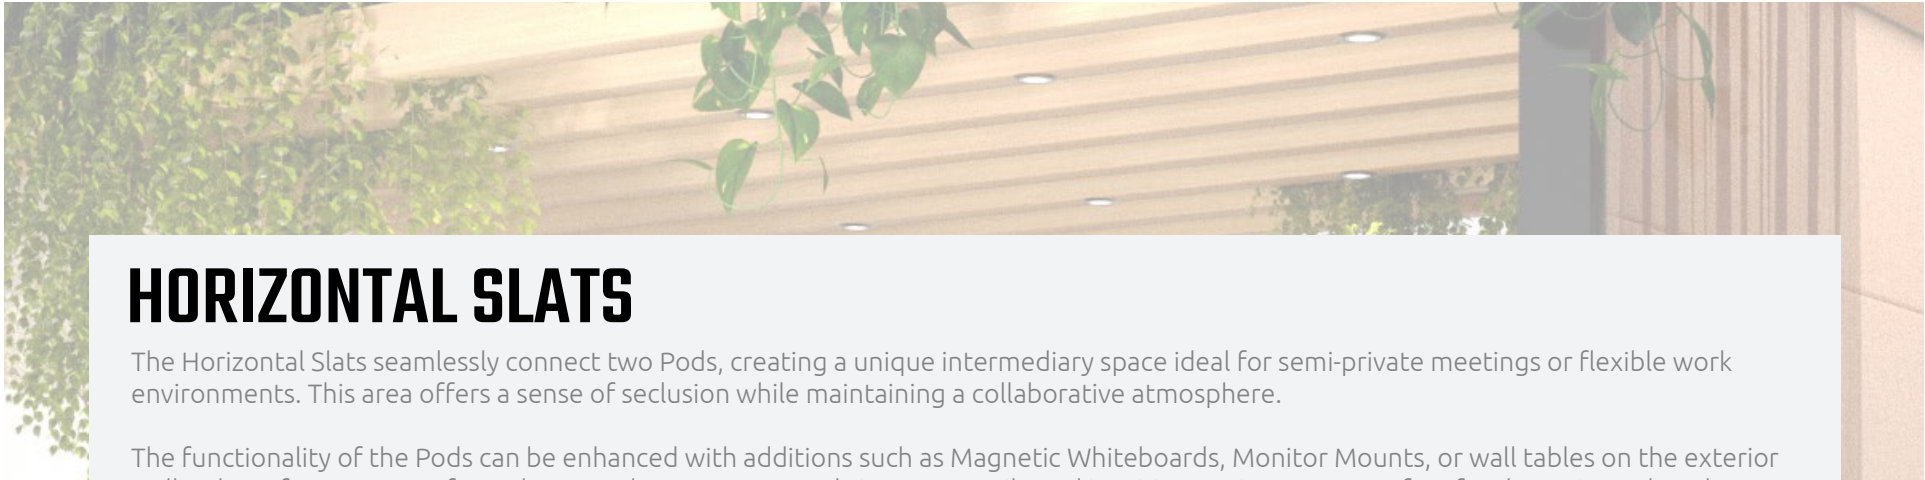 HORIZONTAL SLATS
The Horizontal Slats seamlessly connect two Pods, creating a unique intermediary space ideal for semi-private meetings or flexible work
environments. This area offers a sense of seclusion while maintaining a collaborative atmosphere.
The functionality of the Pods can be enhanced with additions such as Magnetic Whiteboards, Monitor Mounts, or wall tables on the exterior